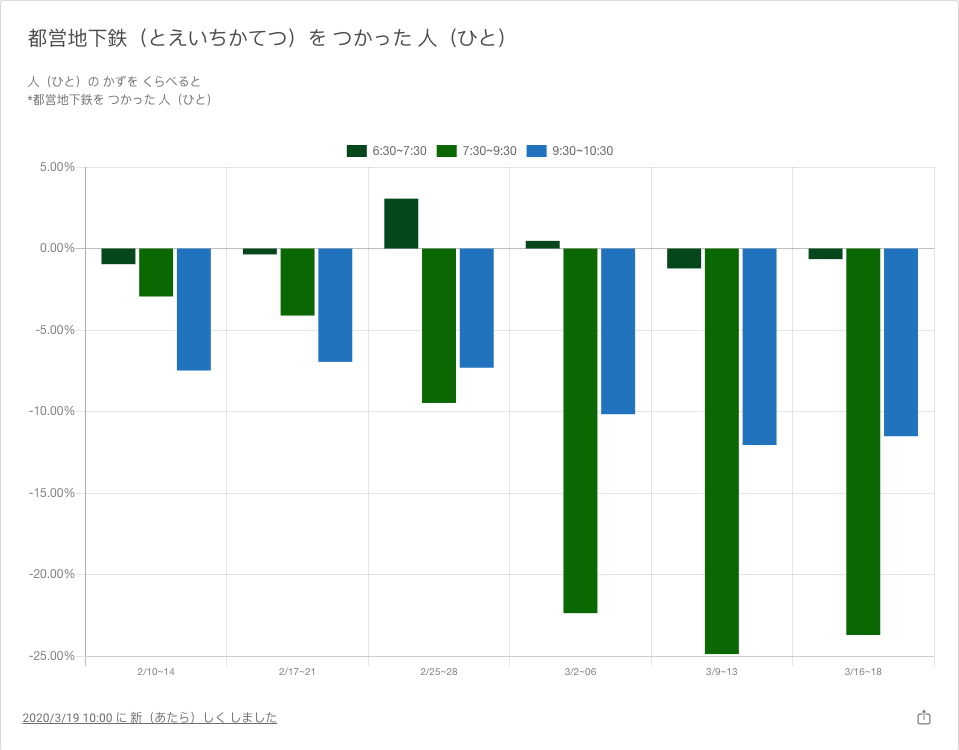 都営地下鉄（とえいちかてつ）を つかった 人（ひと）
人（ひと）の かずを くらべると
*都営地下鉄を つかった 人（ひと）
6:30~7:30 7:30~9:30 9:30~10:30
5.00%
0.00%
-5.00%
-10.00%
-15.00%
-20.00%
-25.00%
2/10~14 2/17~21 2/25~28 3/2~06 3/9~13 3/16~18
2020/3/19 10:00 に 新（あたら）しく しました